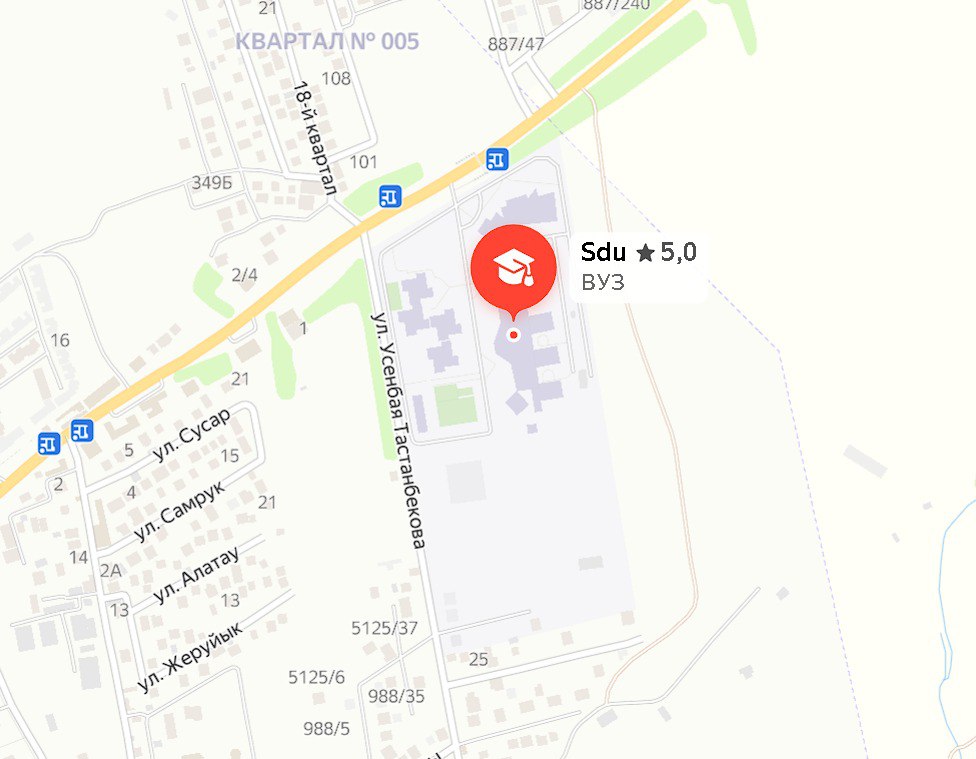 21
887/240
КВАРТАЛ № 005
887/47
108
18-й квартал
101
349Б
Sdu ★ 5,0
ВУЗ
2/4
1
16
ул. Усенбая Тастанбекова
21
ул. Сусар
5
15
2
4
ул. Самрук
21
14
2А
ул. Алатау
13
13
5125/37
ул. Жеруйык
25
5125/6
988/35
988/5